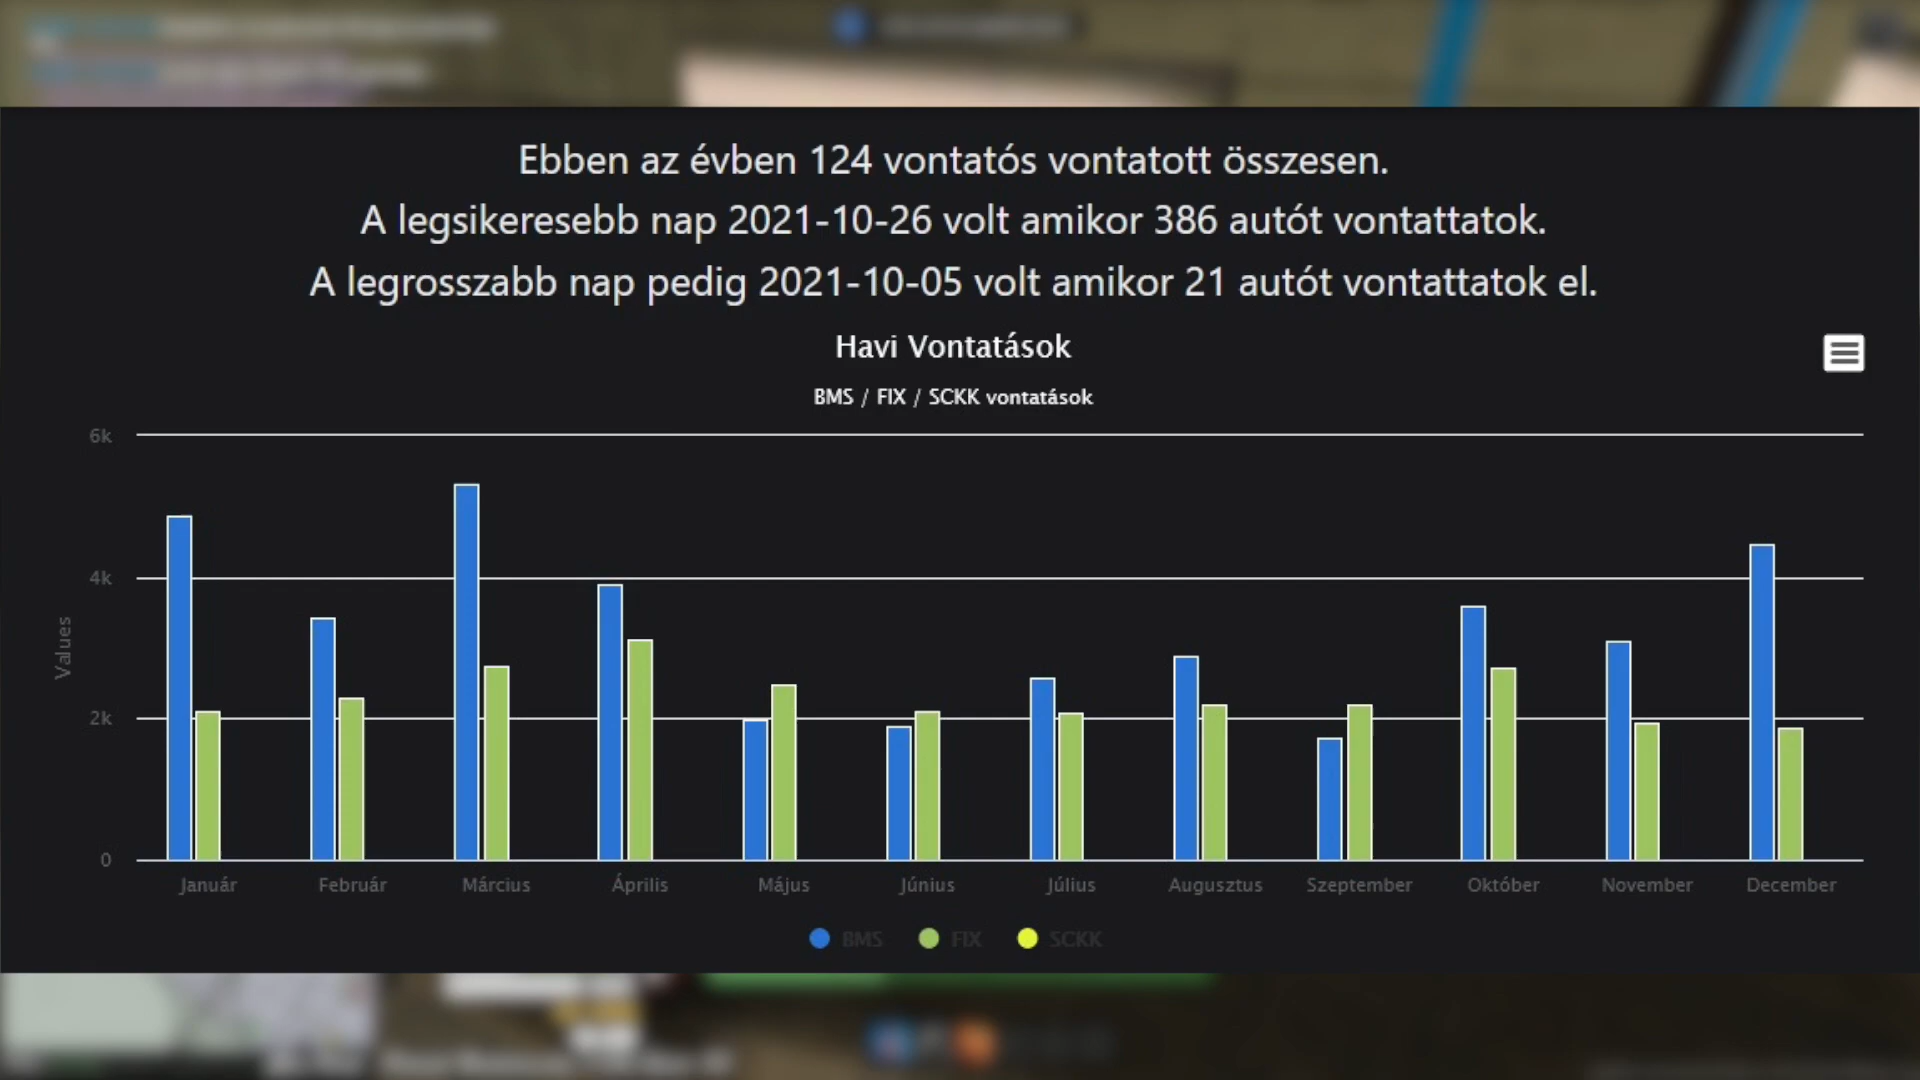 Ebben az évben 124 vontatós vontatott összesen.
A legsikeresebb nap 2021-10-26 volt amikor 386 autót vontattatok.
A legrosszabb nap pedig 2021-10-05 volt amikor 21 autót vontattatok el.
Havi Vontatások
BMS / FIX / SCKK vontatások
6k
4k
2k
0
Values
Január Február Március Április Május Június Július Augusztus Szeptember Október November December
BMS FIX SCKK